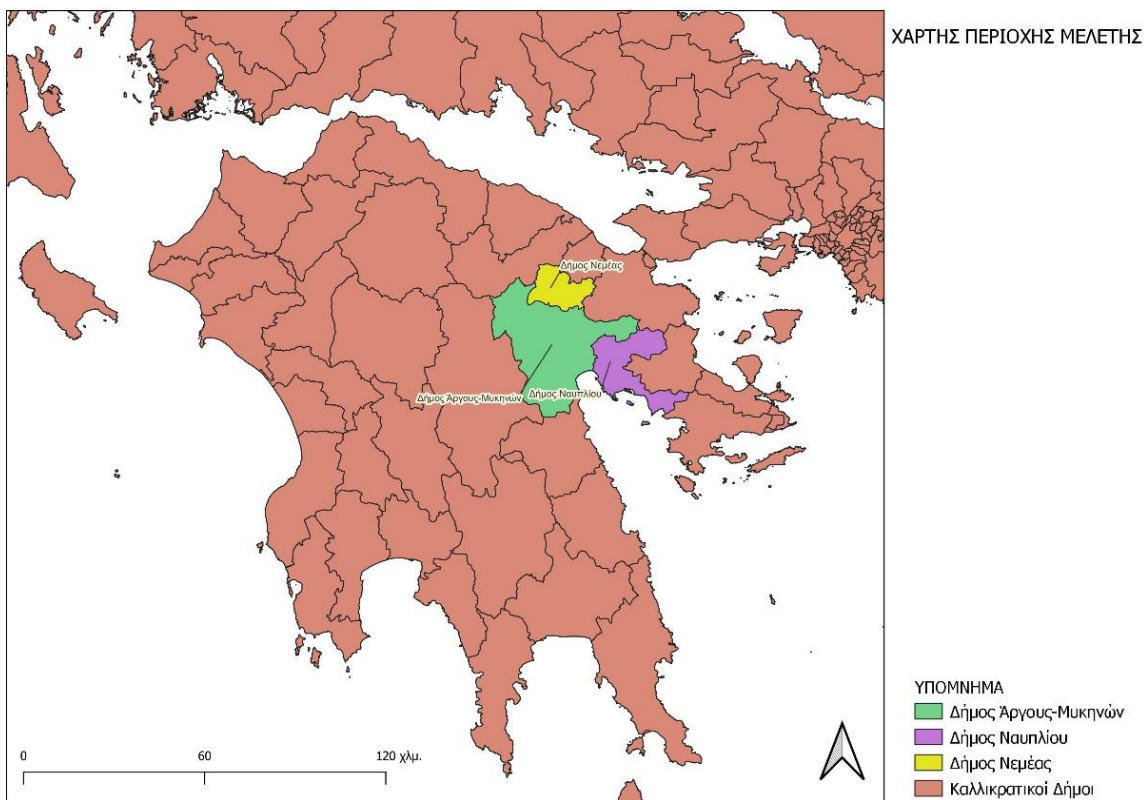 ΧΑΡΤΗΣ ΠΕΡΙΟΧΗΣ ΜΕΛΕΤΗΣ
Δήμος Νεμέας
Δήμος Άργους-Μυκηνών
Δήμος Ναυπλίου
ΥΠΟΜΝΗΜΑ
Δήμος Άργους-Μυκηνών
Δήμος Ναυπλίου
Δήμος Νεμέας
Καλλικρατικοί Δήμοι
0 60 120 χλμ.